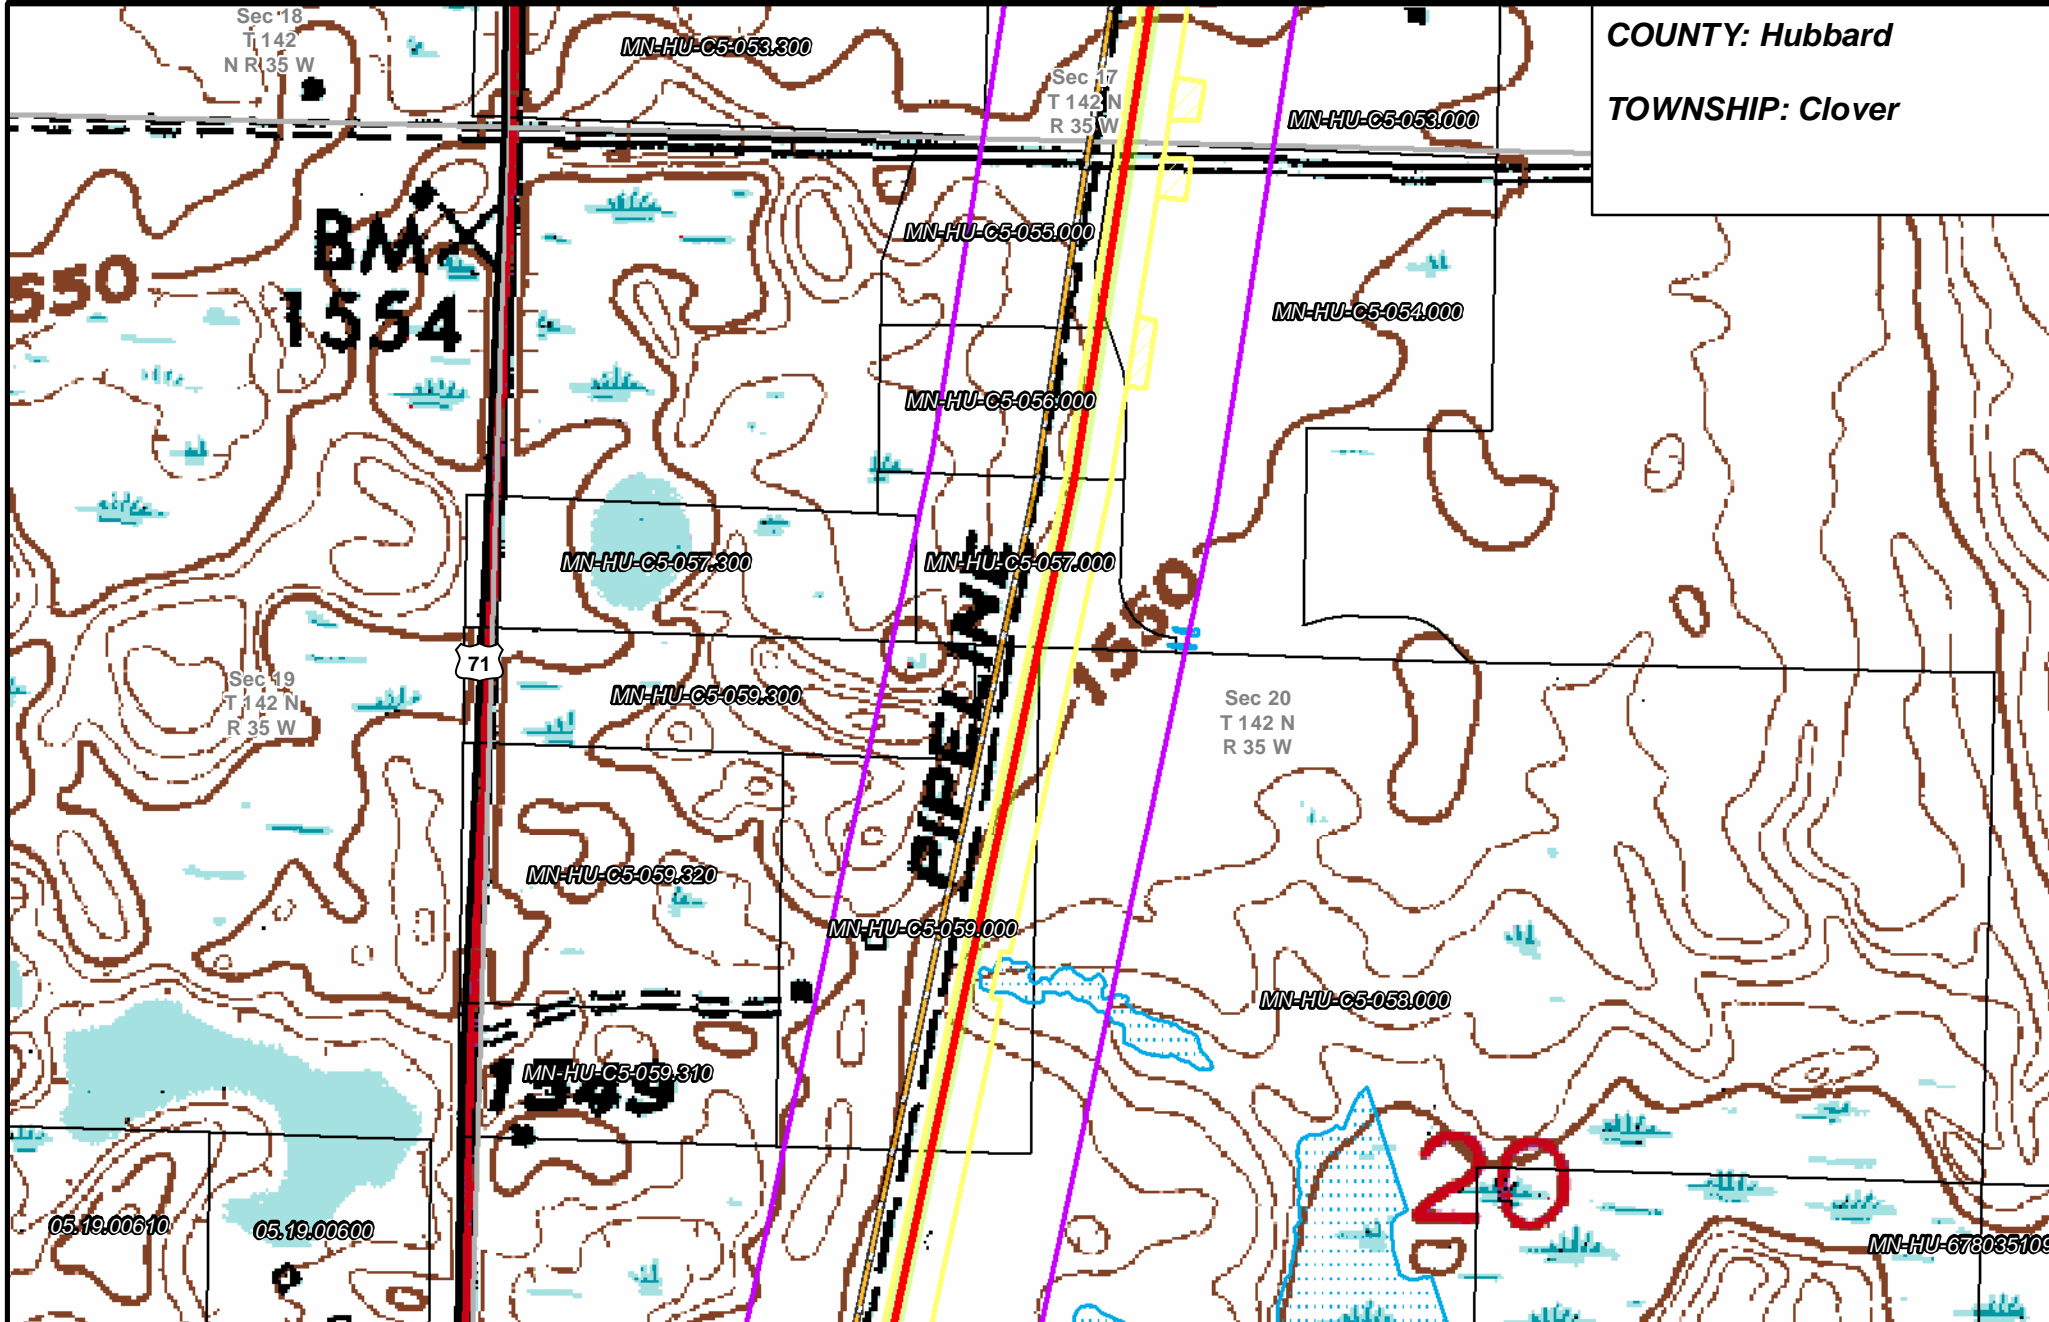 COUNTY: Hubbard
TOWNSHIP: Clover
Sec 18
T 142
N R 35 W
MN-HU-C5-053.300
Sec 17
T 142 N
R 35 W
MN-HU-C5-053.000
BM
1554
550
MN-HU-C5-055.000
MN-HU-C5-054.000
MN-HU-C5-056.000
MN-HU-C5-057.300
MN-HU-C5-057.000
PIPELINE
1550
71
Sec 19
T 142 N
R 35 W
MN-HU-C5-059.300
Sec 20
T 142 N
R 35 W
MN-HU-C5-059.320
MN-HU-C5-059.000
MN-HU-C5-058.000
1549
MN-HU-C5-059.310
20
05.19.00610
05.19.00600
MN-HU-678035109